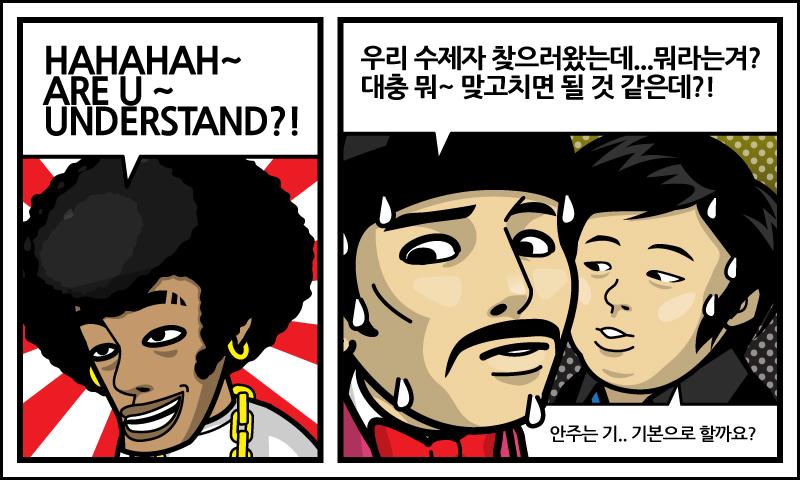 HAHAHAH~
ARE U ~
UNDERSTAND?!
우리 수제자 찾으러왔는데...뭐라는겨?
대충 뭐~ 맞고치면 될 것 같은데?!
안주는 기.. 기본으로 할까요?